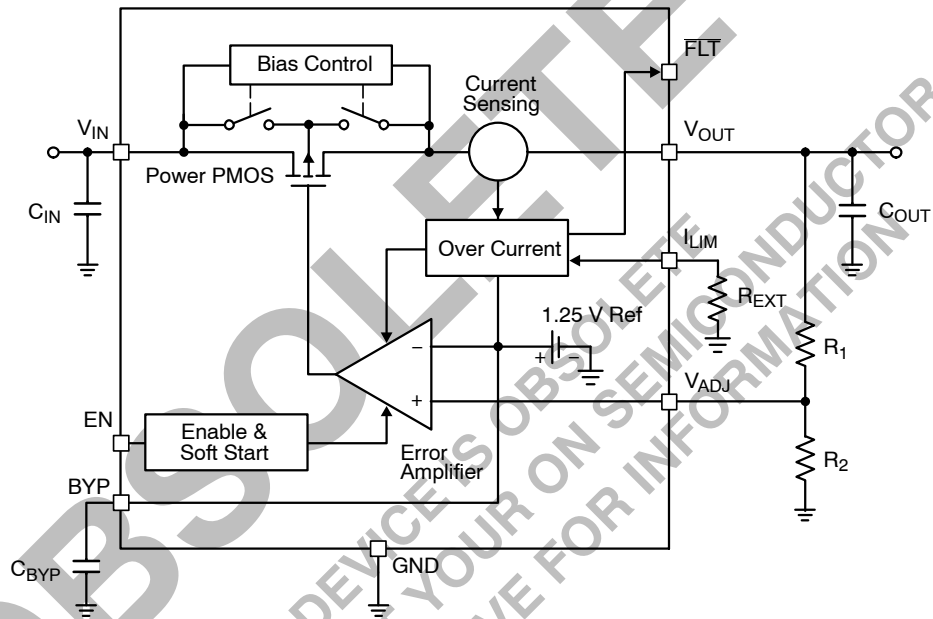 FLT
Bias Control
Current
Sensing
VIN
VOUT
Power PMOS
CIN
COUT
Over Current
ILIM
REXT
1.25 V Ref
+ −
−
R1
VADJ
+
EN
Enable &
Soft Start
Error
Amplifier
R2
BYP
GND
CBYP
OBSOLETE
DEVICE IS OBSOLETE
YOUR ON SEMICONDUCTOR
FOR INFORMATION